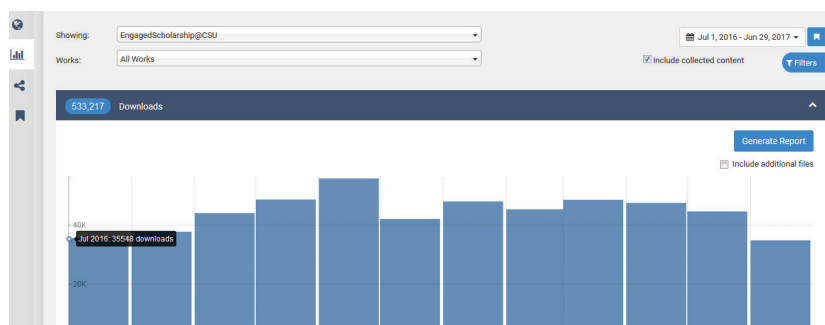 Showing: EngagedScholarship@CSU Jul 1, 2016 - Jun 29, 2017
Works: All Works Include collected content Filters
533,217 Downloads
Generate Report
Include additional files
40K
Jul 2016: 35548 downloads
20K